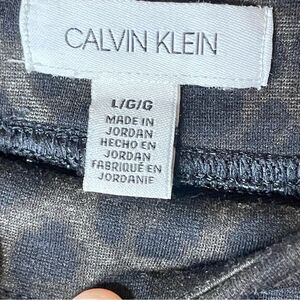 CALVIN KLEIN
L/G/G
MADE IN
JORDAN
HECHO EN
JORDAN
FABRIQUÉ EN
JORDANIE